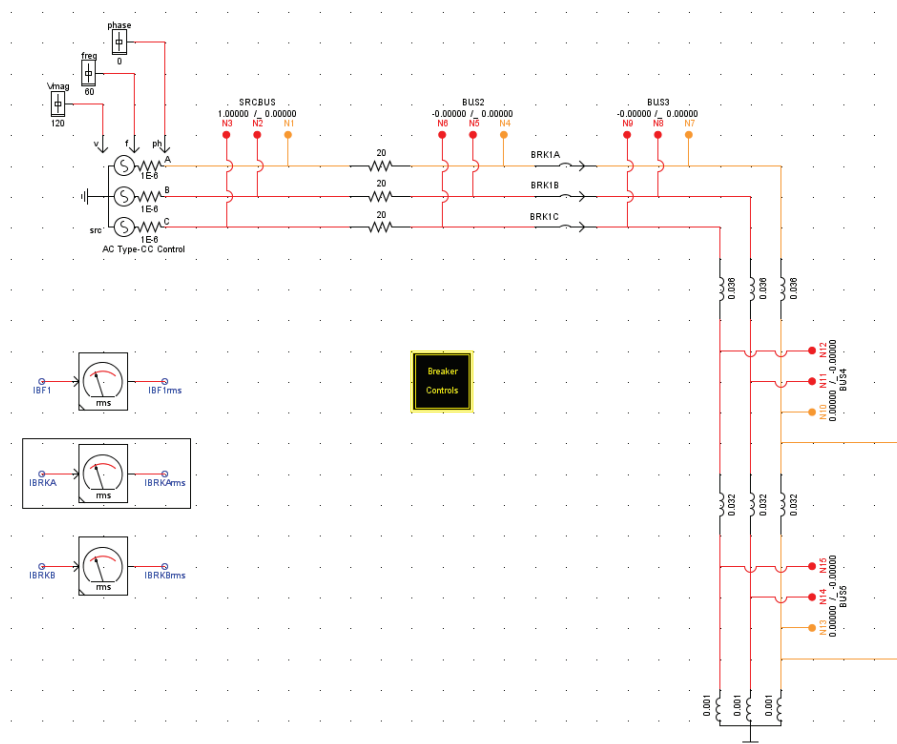 phase
0
freq
60
Vmag
120
v f ph
SRCBUS
1.00000 /_ 0.00000
N3 N2 N1
BUS2
-0.00000 /_ 0.00000
N6 N5 N4
BUS3
-0.00000 /_ 0.00000
N9 N8 N7
A
1E-6
B
1E-6
C
1E-6
src
AC Type-CC Control
20
20
20
BRK1A
BRK1B
BRK1C
0.036 0.036 0.036
N12
N11
N10
0.00000 /_ -0.00000
BUS4
IBF1 rms IBF1rms
Breaker
Controls
IBRKA rms IBRKArms
0.032 0.032 0.032
IBRKB rms IBRKBrms
N15
N14
N13
0.00000 /_ -0.00000
BUS5
0.001 0.001 0.001